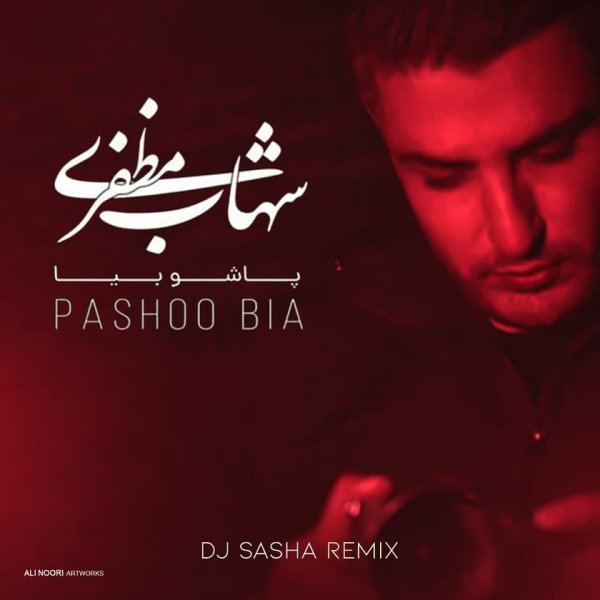 شهاب مظفری
پاشو بیا
PASHOO BIA
DJ SASHA REMIX
ALI NOORI ARTWORKS